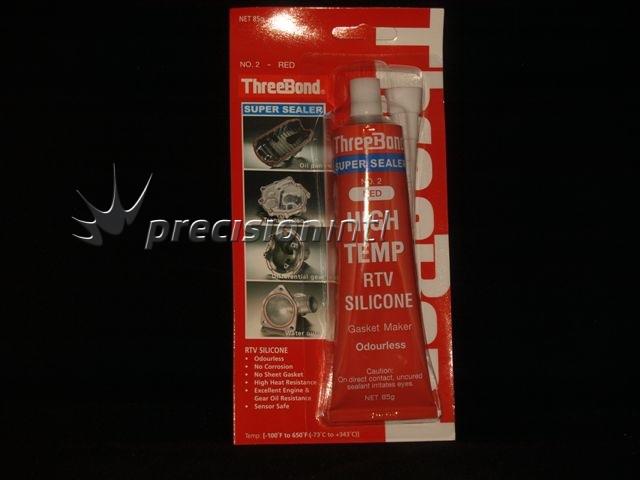 NET 85g
NO. 2 - RED
ThreeBond®
SUPER SEALER
Oil pan
Differential gear
Water
RTV SILICONE
• Odourless
• No Corrosion
• No Sheet Gasket
• High Heat Resistance
• Excellent Engine &
Gear Oil Resistance
• Sensor Safe
Temp. [-100°F to 650°F (-73°C to +343°C)]
ThreeBond
SUPER SEALER
NO. 2
RED
HIGH
TEMP
RTV
SILICONE
Gasket Maker
Odourless
Caution:
On direct contact, uncured
sealant irritates eyes.
NET 85g
ThreeBond
precisionintl